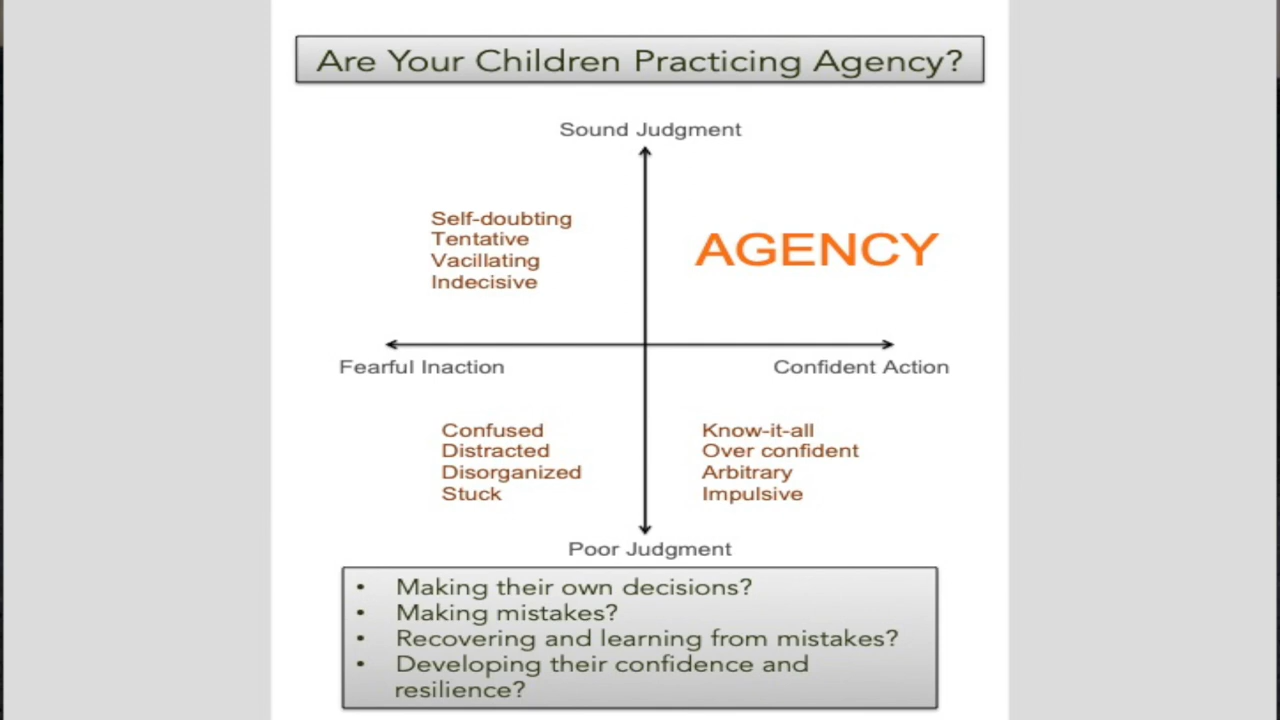 Are Your Children Practicing Agency?
Sound Judgment
Self-doubting
Tentative
Vacillating
Indecisive
AGENCY
Fearful Inaction
Confident Action
Confused
Distracted
Disorganized
Stuck
Know-it-all
Over confident
Arbitrary
Impulsive
Poor Judgment
• Making their own decisions?
• Making mistakes?
• Recovering and learning from mistakes?
• Developing their confidence and
resilience?